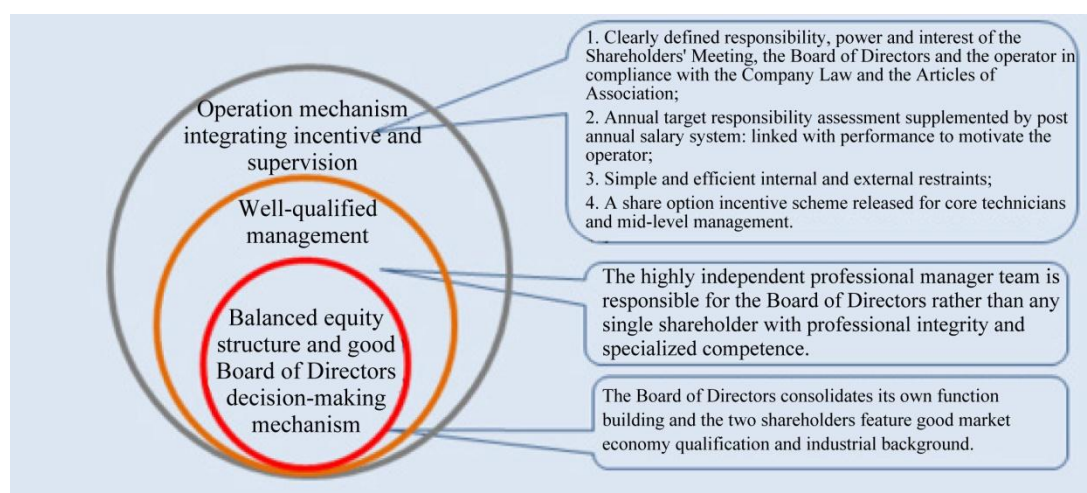 Operation mechanism
integrating incentive and
supervision
Well-qualified
management
Balanced equity
structure and good
Board of Directors
decision-making
mechanism
1. Clearly defined responsibility, power and interest of the
Shareholders' Meeting, the Board of Directors and the operator in
compliance with the Company Law and the Articles of
Association;
2. Annual target responsibility assessment supplemented by post
annual salary system: linked with performance to motivate the
operator;
3. Simple and efficient internal and external restraints;
4. A share option incentive scheme released for core technicians
and mid-level management.
The highly independent professional manager team is
responsible for the Board of Directors rather than any
single shareholder with professional integrity and
specialized competence.
The Board of Directors consolidates its own function
building and the two shareholders feature good market
economy qualification and industrial background.